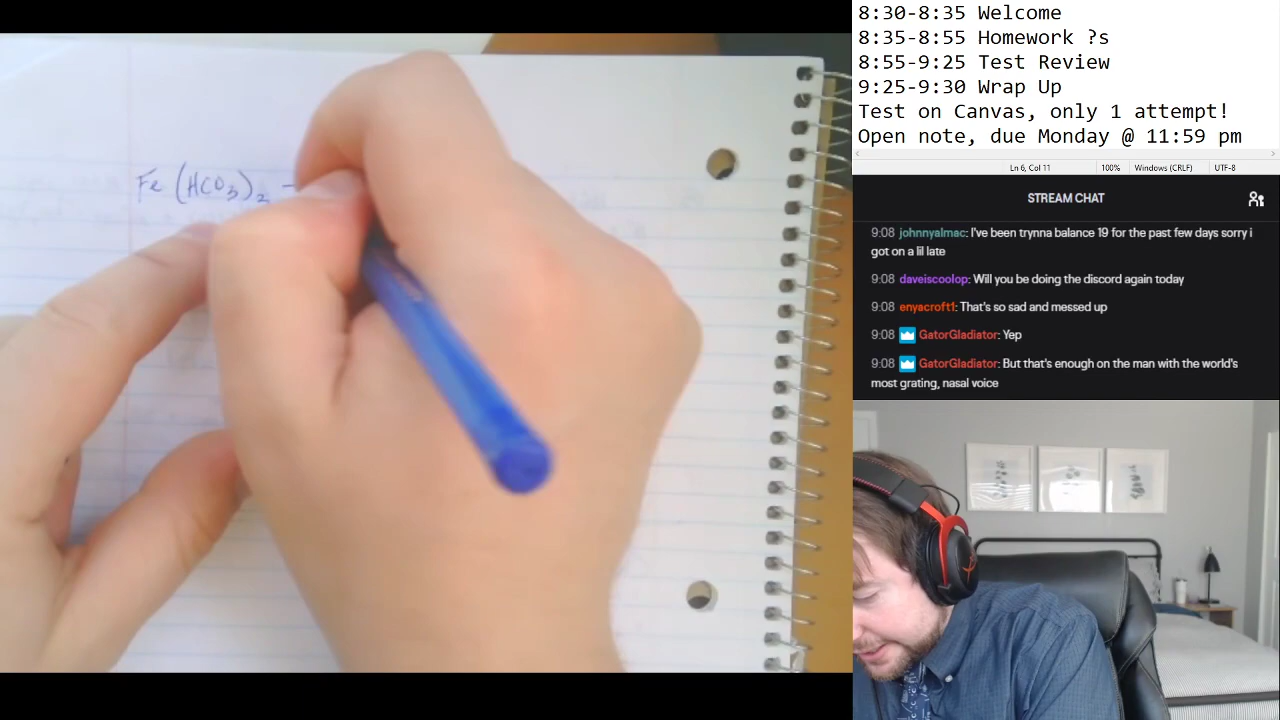 8:30-8:35 Welcome
8:35-8:55 Homework ?s
8:55-9:25 Test Review
9:25-9:30 Wrap Up
Test on Canvas, only 1 attempt!
Open note, due Monday @ 11:59 pm
Ln 6, Col 11 100% Windows (CRLF) UTF-8
STREAM CHAT
9:08 johnnyalmac: I've been trynna balance 19 for the past few days sorry i
got on a lil late
9:08 daveiscoolop: Will you be doing the discord again today
9:08 enyacroft1: That's so sad and messed up
9:08 GatorGladiator: Yep
9:08 GatorGladiator: But that's enough on the man with the world's
most grating, nasal voice
Fe (HCO3)2 -